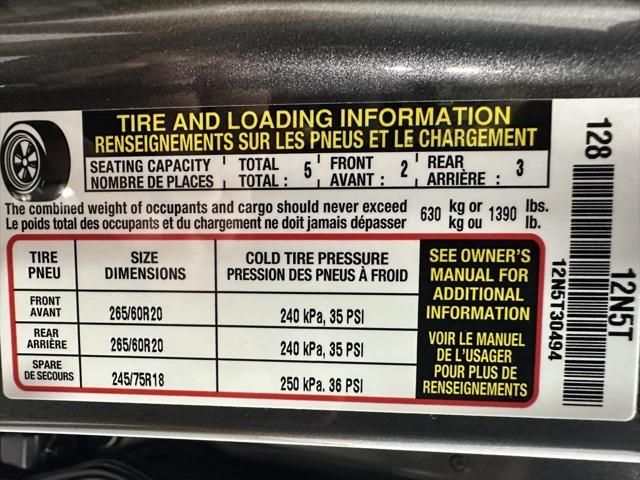 TIRE AND LOADING INFORMATION
RENSEIGNEMENTS SUR LES PNEUS ET LE CHARGEMENT
SEATING CAPACITY TOTAL 5 FRONT 2 REAR 3
NOMBRE DE PLACES TOTAL : AVANT : ARRIÈRE :
The combined weight of occupants and cargo should never exceed 630 kg or 1390 lbs.
Le poids total des occupants et du chargement ne doit jamais dépasser kg ou lb.
TIRE SIZE COLD TIRE PRESSURE
PNEU DIMENSIONS PRESSION DES PNEUS À FROID
FRONT
AVANT 265/60R20 240 kPa, 35 PSI
REAR
ARRIÈRE 265/60R20 240 kPa, 35 PSI
SPARE
DE SECOURS 245/75R18 250 kPa. 36 PSI
SEE OWNER'S
MANUAL FOR
ADDITIONAL
INFORMATION
VOIR LE MANUEL
DE L'USAGER
POUR PLUS DE
RENSEIGNEMENTS
128 12N5T
12N5T30494